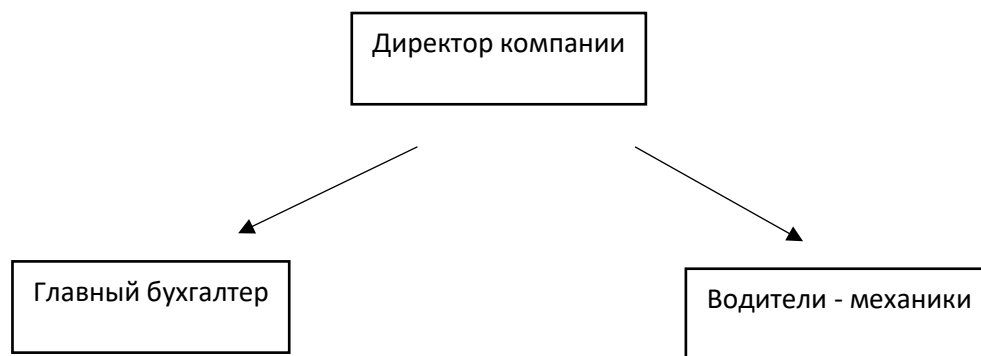 Директор компании
Главный бухгалтер
Водители - механики